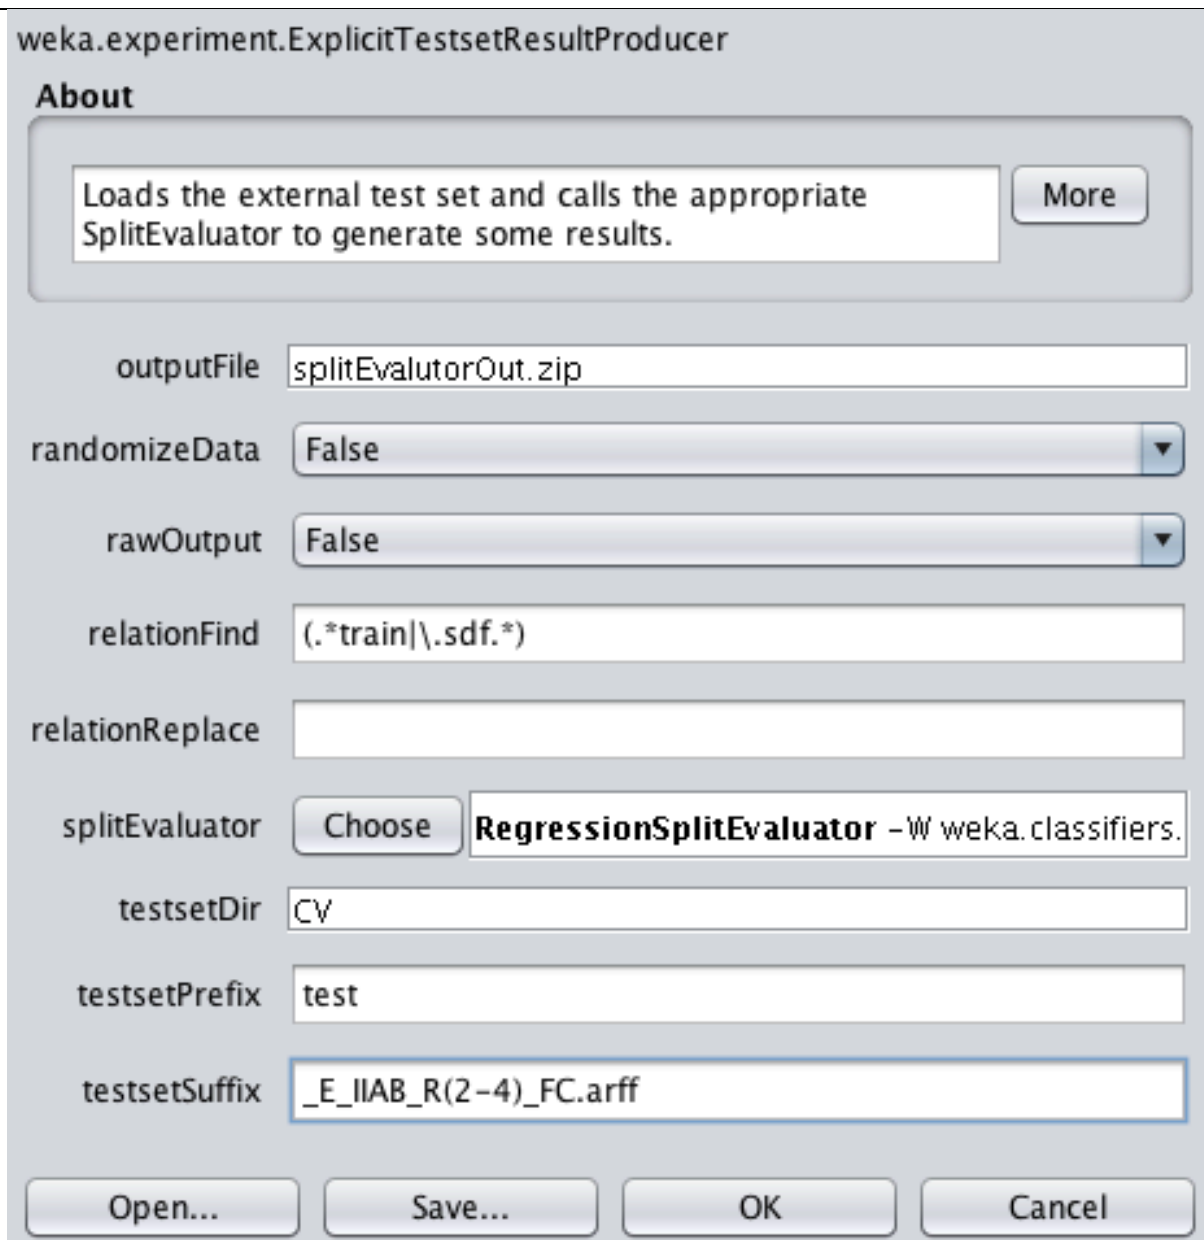 weka.experiment.ExplicitTestsetResultProducer
About
Loads the external test set and calls the appropriate
SplitEvaluator to generate some results.
More
outputFile splitEvalutorOut.zip
randomizeData False
rawOutput False
relationFind (.*train|\.sdf.*)
relationReplace
splitEvaluator Choose RegressionSplitEvaluator -W weka.classifiers.
testsetDir CV
testsetPrefix test
testsetSuffix _E_IIAB_R(2-4)_FC.arff
Open... Save... OK Cancel